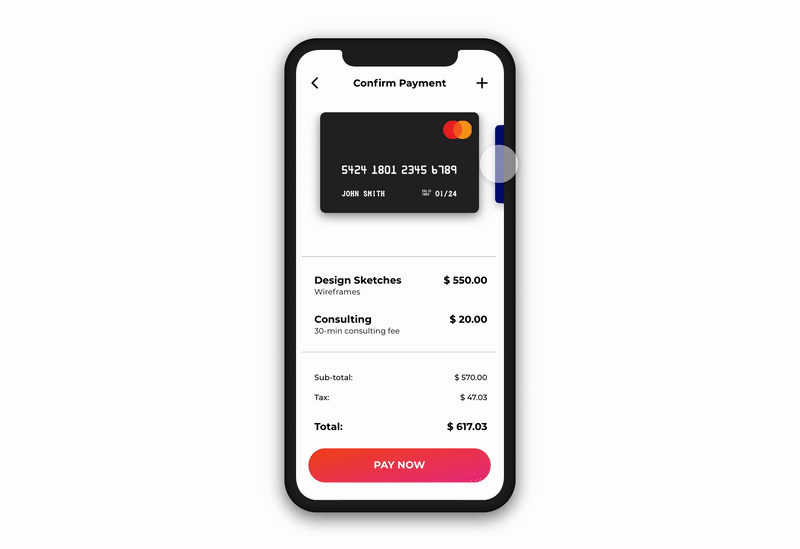 Confirm Payment
5424 1801 2345 6789
JOHN SMITH VALID THRU 01/24
Design Sketches $ 550.00
Wireframes
Consulting $ 20.00
30-min consulting fee
Sub-total: $ 570.00
Tax: $ 47.03
Total: $ 617.03
PAY NOW